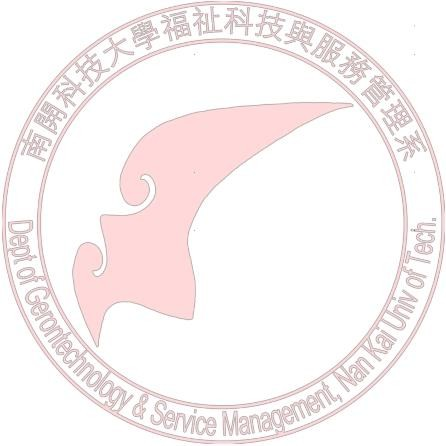 南開科技大學福祉科技與服務管理系
Dept of Gerontechnology & Service Management, Nan Kai Univ of Tech.